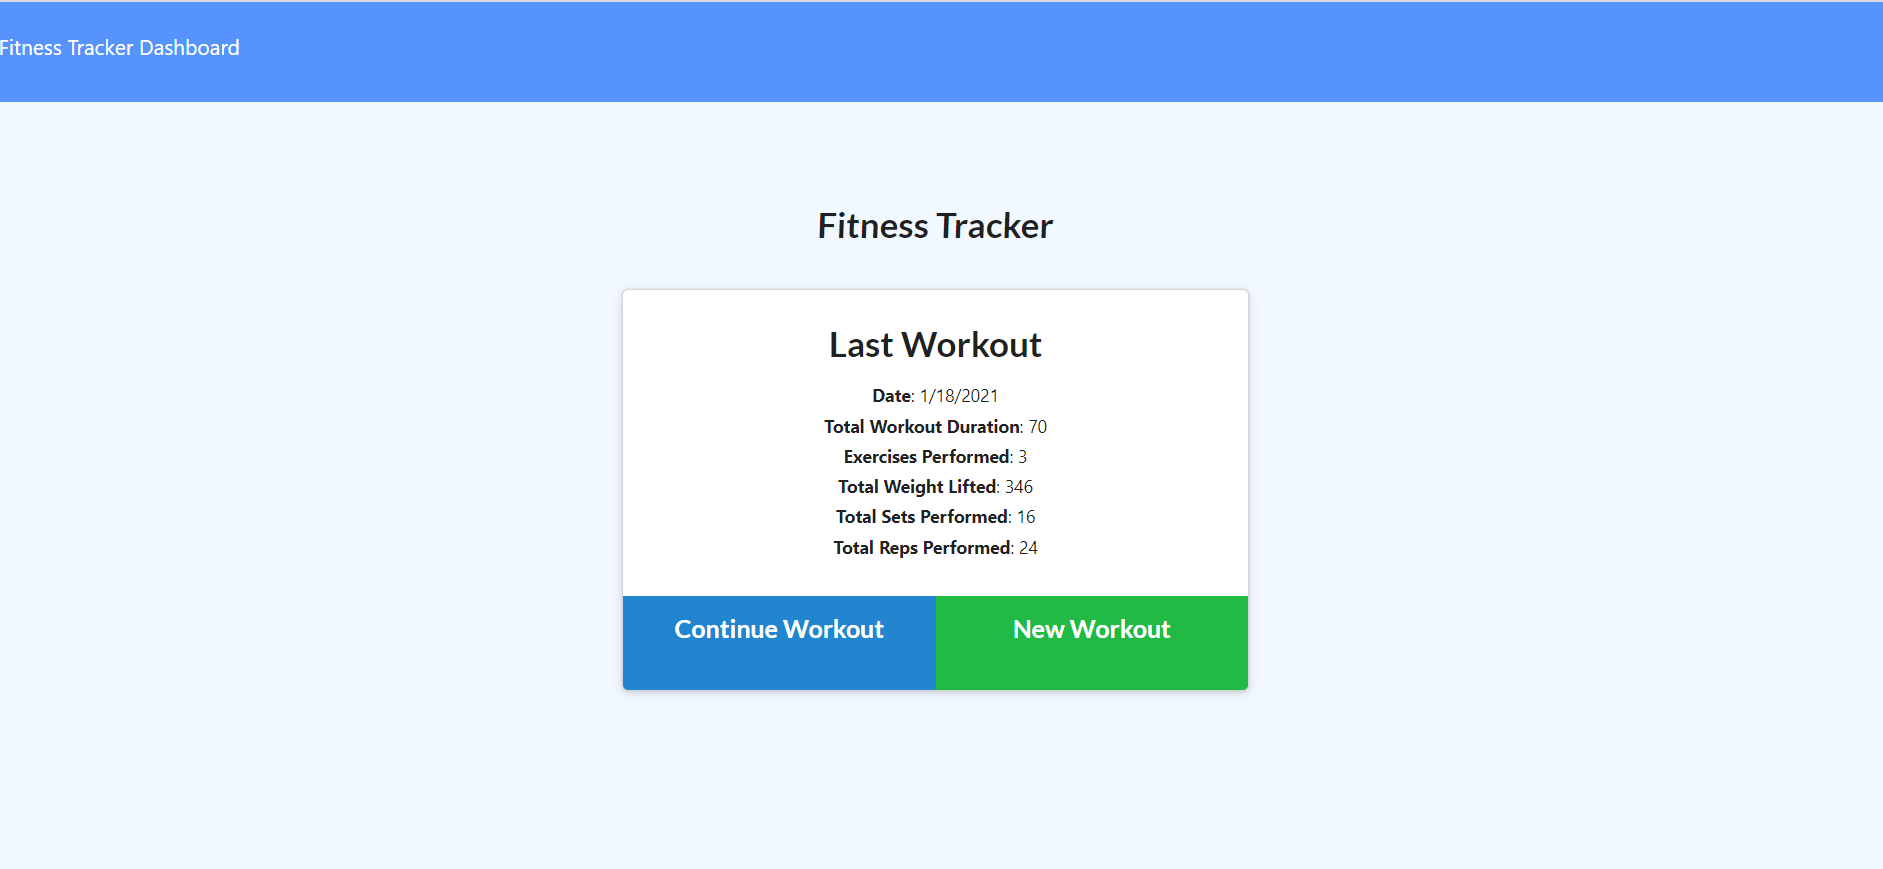 Fitness Tracker Dashboard
Fitness Tracker
Last Workout
Date: 1/18/2021
Total Workout Duration: 70
Exercises Performed: 3
Total Weight Lifted: 346
Total Sets Performed: 16
Total Reps Performed: 24
Continue Workout
New Workout